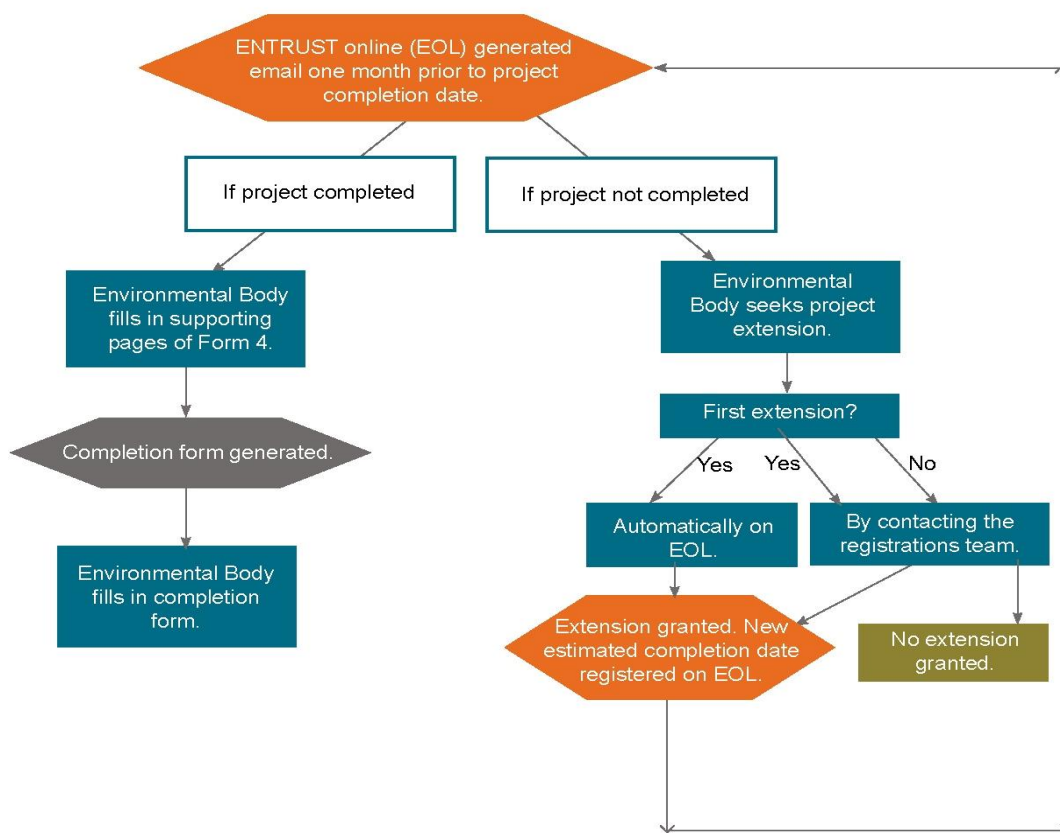 ENTRUST online (EOL) generated
email one month prior to project
completion date.
If project completed
If project not completed
Environmental Body
fills in supporting
pages of Form 4.
Environmental
Body seeks project
extension.
First extension?
Completion form generated.
Yes
Yes
No
Automatically on
EOL.
By contacting the
registrations team.
Environmental Body
fills in completion
form.
Extension granted. New
estimated completion date
registered on EOL.
No extension
granted.